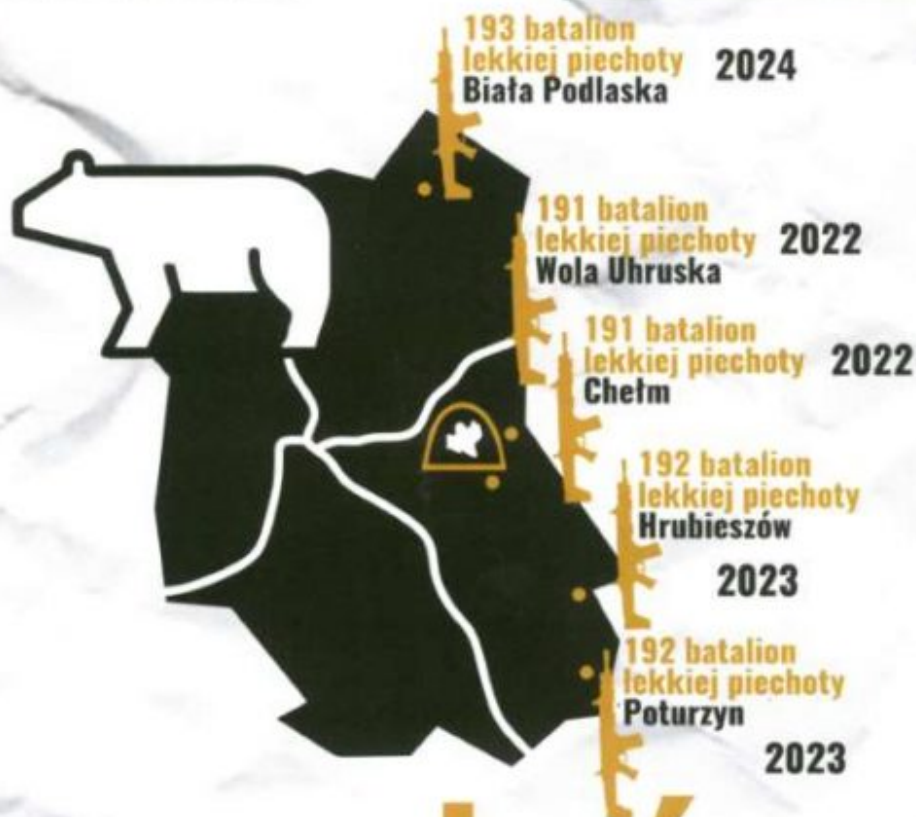 193 batalion
lekkiej piechoty
Biała Podlaska
2024
191 batalion
lekkiej piechoty
Wola Uhruska
2022
191 batalion
lekkiej piechoty
Chełm
2022
192 batalion
lekkiej piechoty
Hrubieszów
2023
192 batalion
lekkiej piechoty
Poturzyn
2023